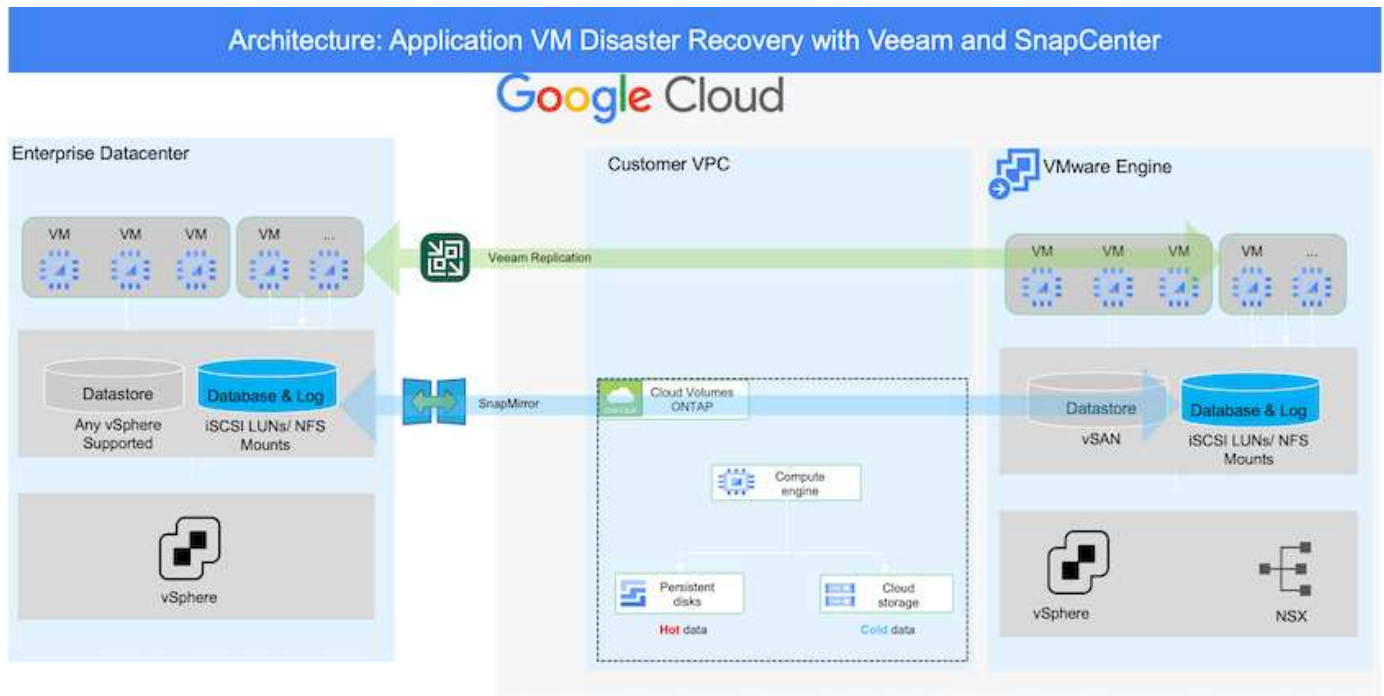 Architecture: Application VM Disaster Recovery with Veeam and SnapCenter
Google Cloud
Enterprise Datacenter
VM VM VM VM ...
Datastore
Any vSphere
Supported
Database & Log
iSCSI LUNs/ NFS
Mounts
vSphere
Veeam Replication
SnapMirror
Customer VPC
Cloud Volumes
ONTAP
ONTAP
Compute
engine
Persistent
disks
Hot data
Cloud
storage
Cold data
VMware Engine
VM VM VM VM ...
Datastore
vSAN
Database & Log
iSCSI LUNs/ NFS
Mounts
vSphere
NSX